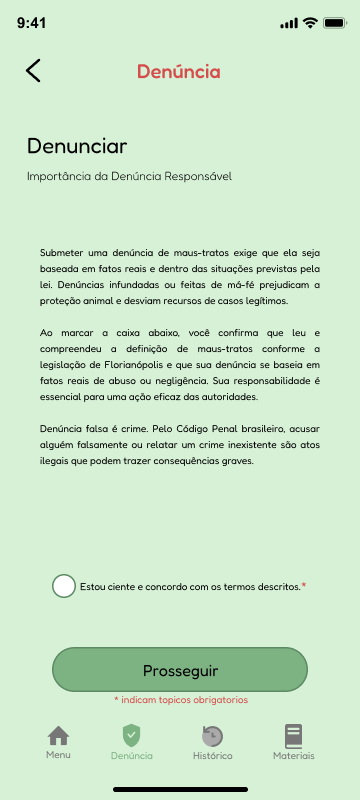 9:41
Denúncia
Denunciar
Importância da Denúncia Responsável
Submeter uma denúncia de maus-tratos exige que ela seja
baseada em fatos reais e dentro das situações previstas pela
lei. Denúncias infundadas ou feitas de má-fé prejudicam a
proteção animal e desviam recursos de casos legítimos.
Ao marcar a caixa abaixo, você confirma que leu e
compreendeu a definição de maus-tratos conforme a
legislação de Florianópolis e que sua denúncia se baseia em
fatos reais de abuso ou negligência. Sua responsabilidade é
essencial para uma ação eficaz das autoridades.
Denúncia falsa é crime. Pelo Código Penal brasileiro, acusar
alguém falsamente ou relatar um crime inexistente são atos
ilegais que podem trazer consequências graves.
Estou ciente e concordo com os termos descritos.*
Prosseguir
* indicam topicos obrigatorios
Menu Denúncia Histórico Materiais